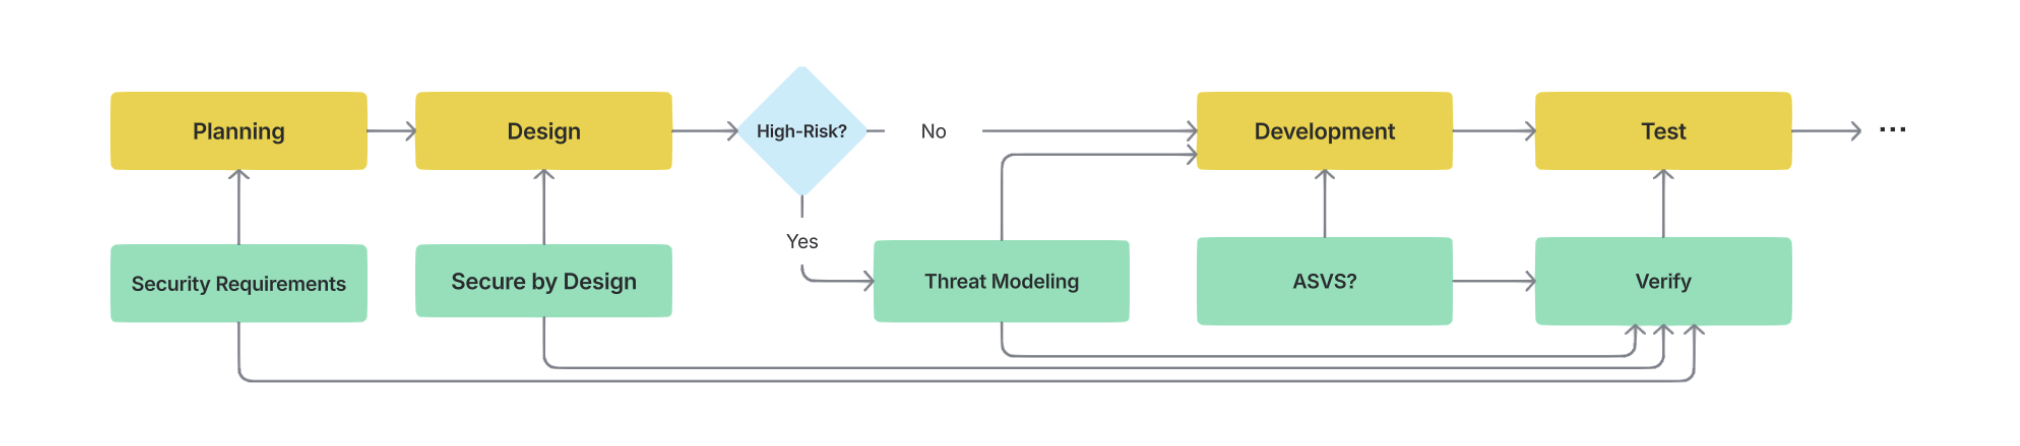 Planning
Design
High-Risk?
No
Development
Test
...
Yes
Security Requirements
Secure by Design
Threat Modeling
ASVS?
Verify